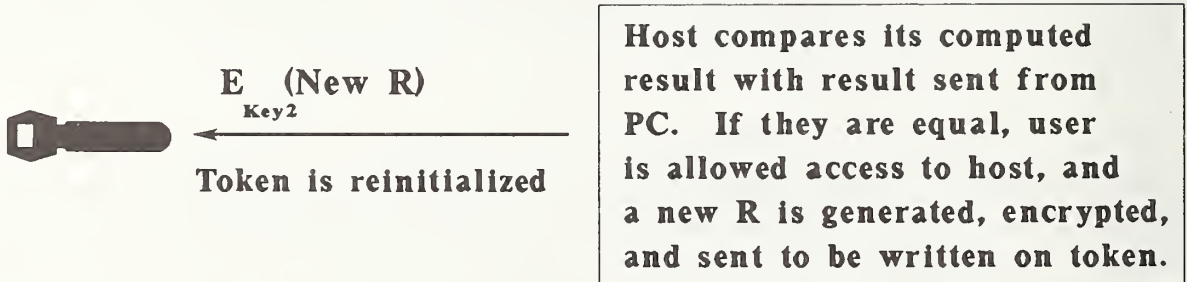 E (New R)
Key2
Token is reinitialized
Host compares its computed
result with result sent from
PC. If they are equal, user
is allowed access to host, and
a new R is generated, encrypted,
and sent to be written on token.